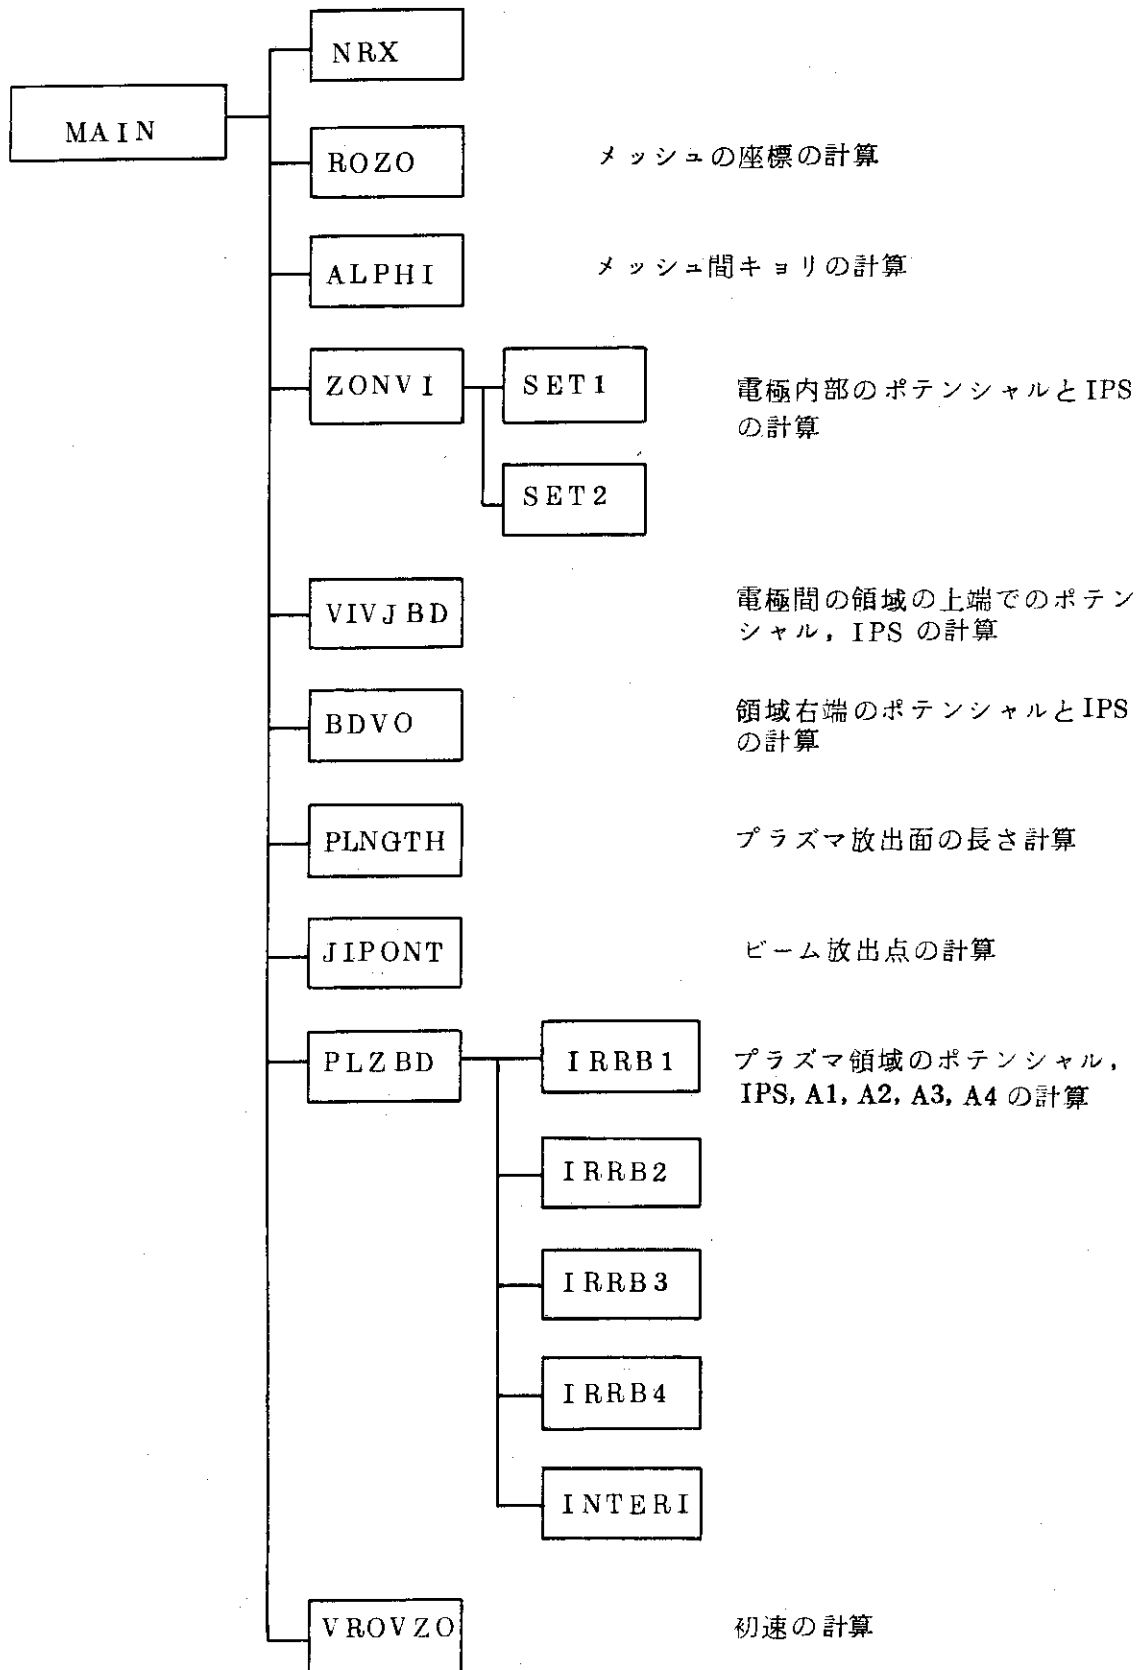 NRX
MAIN
ROZO メッシュの座標の計算
ALPHI メッシュ間キョリの計算
ZONVI SET1 電極内部のポテンシャルとIPS
の計算
SET2
VIVJBD 電極間の領域の上端でのポテン
シャル，IPS の計算
BDVO 領域右端のポテンシャルとIPS
の計算
PLNGTH プラズマ放出面の長さ計算
JIPONT ビーム放出点の計算
PLZBD IRRB1 プラズマ領域のポテンシャル，
IPS, A1, A2, A3, A4 の計算
IRRB2
IRRB3
IRRB4
INTERI
VROVZO 初速の計算